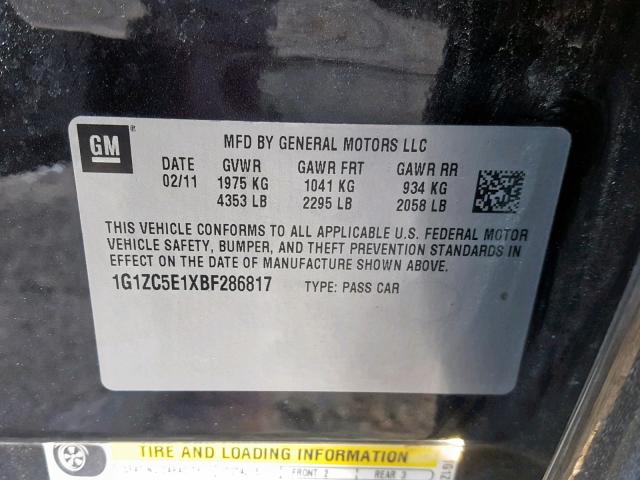 GM
MFD BY GENERAL MOTORS LLC
DATE GVWR GAWR FRT GAWR RR
02/11 1975 KG 1041 KG 934 KG
4353 LB 2295 LB 2058 LB
THIS VEHICLE CONFORMS TO ALL APPLICABLE U.S. FEDERAL MOTOR
VEHICLE SAFETY, BUMPER, AND THEFT PREVENTION STANDARDS IN
EFFECT ON THE DATE OF MANUFACTURE SHOWN ABOVE.
1G1ZC5E1XBF286817 TYPE: PASS CAR
TIRE AND LOADING INFORMATION
FRONT 2 REAR 3